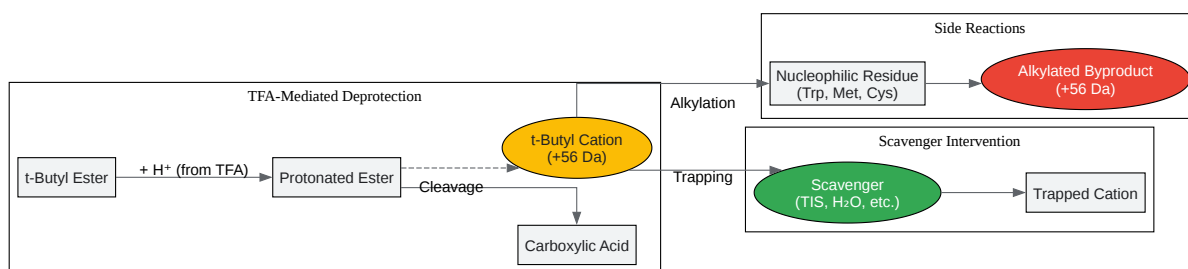 TFA-Mediated Deprotection
t-Butyl Ester
+ H⁺ (from TFA)
Protonated Ester
Cleavage
t-Butyl Cation
(+56 Da)
Carboxylic Acid
Alkylation
Trapping
Side Reactions
Nucleophilic Residue
(Trp, Met, Cys)
Alkylated Byproduct
(+56 Da)
Scavenger Intervention
Scavenger
(TIS, H₂O, etc.)
Trapped Cation